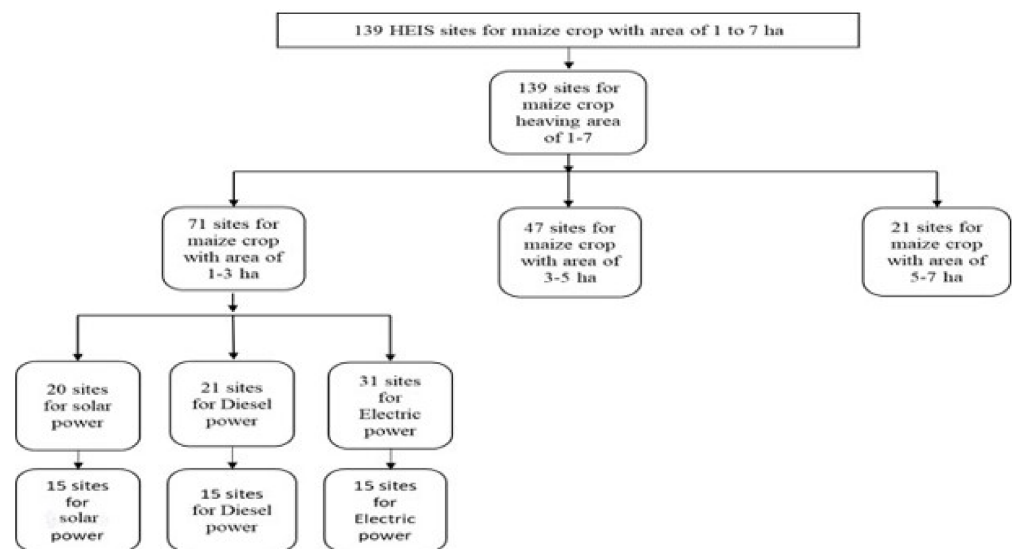 139 HEIS sites for maize crop with area of 1 to 7 ha
139 sites for
maize crop
heaving area
of 1-7
71 sites for
maize crop
with area of
1-3 ha
47 sites for
maize crop
with area of
3-5 ha
21 sites for
maize crop
with area of
5-7 ha
20 sites
for solar
power
21 sites
for Diesel
power
31 sites
for
Electric
power
15 sites
for
solar
power
15 sites
for Diesel
power
15 sites
for
Electric
power